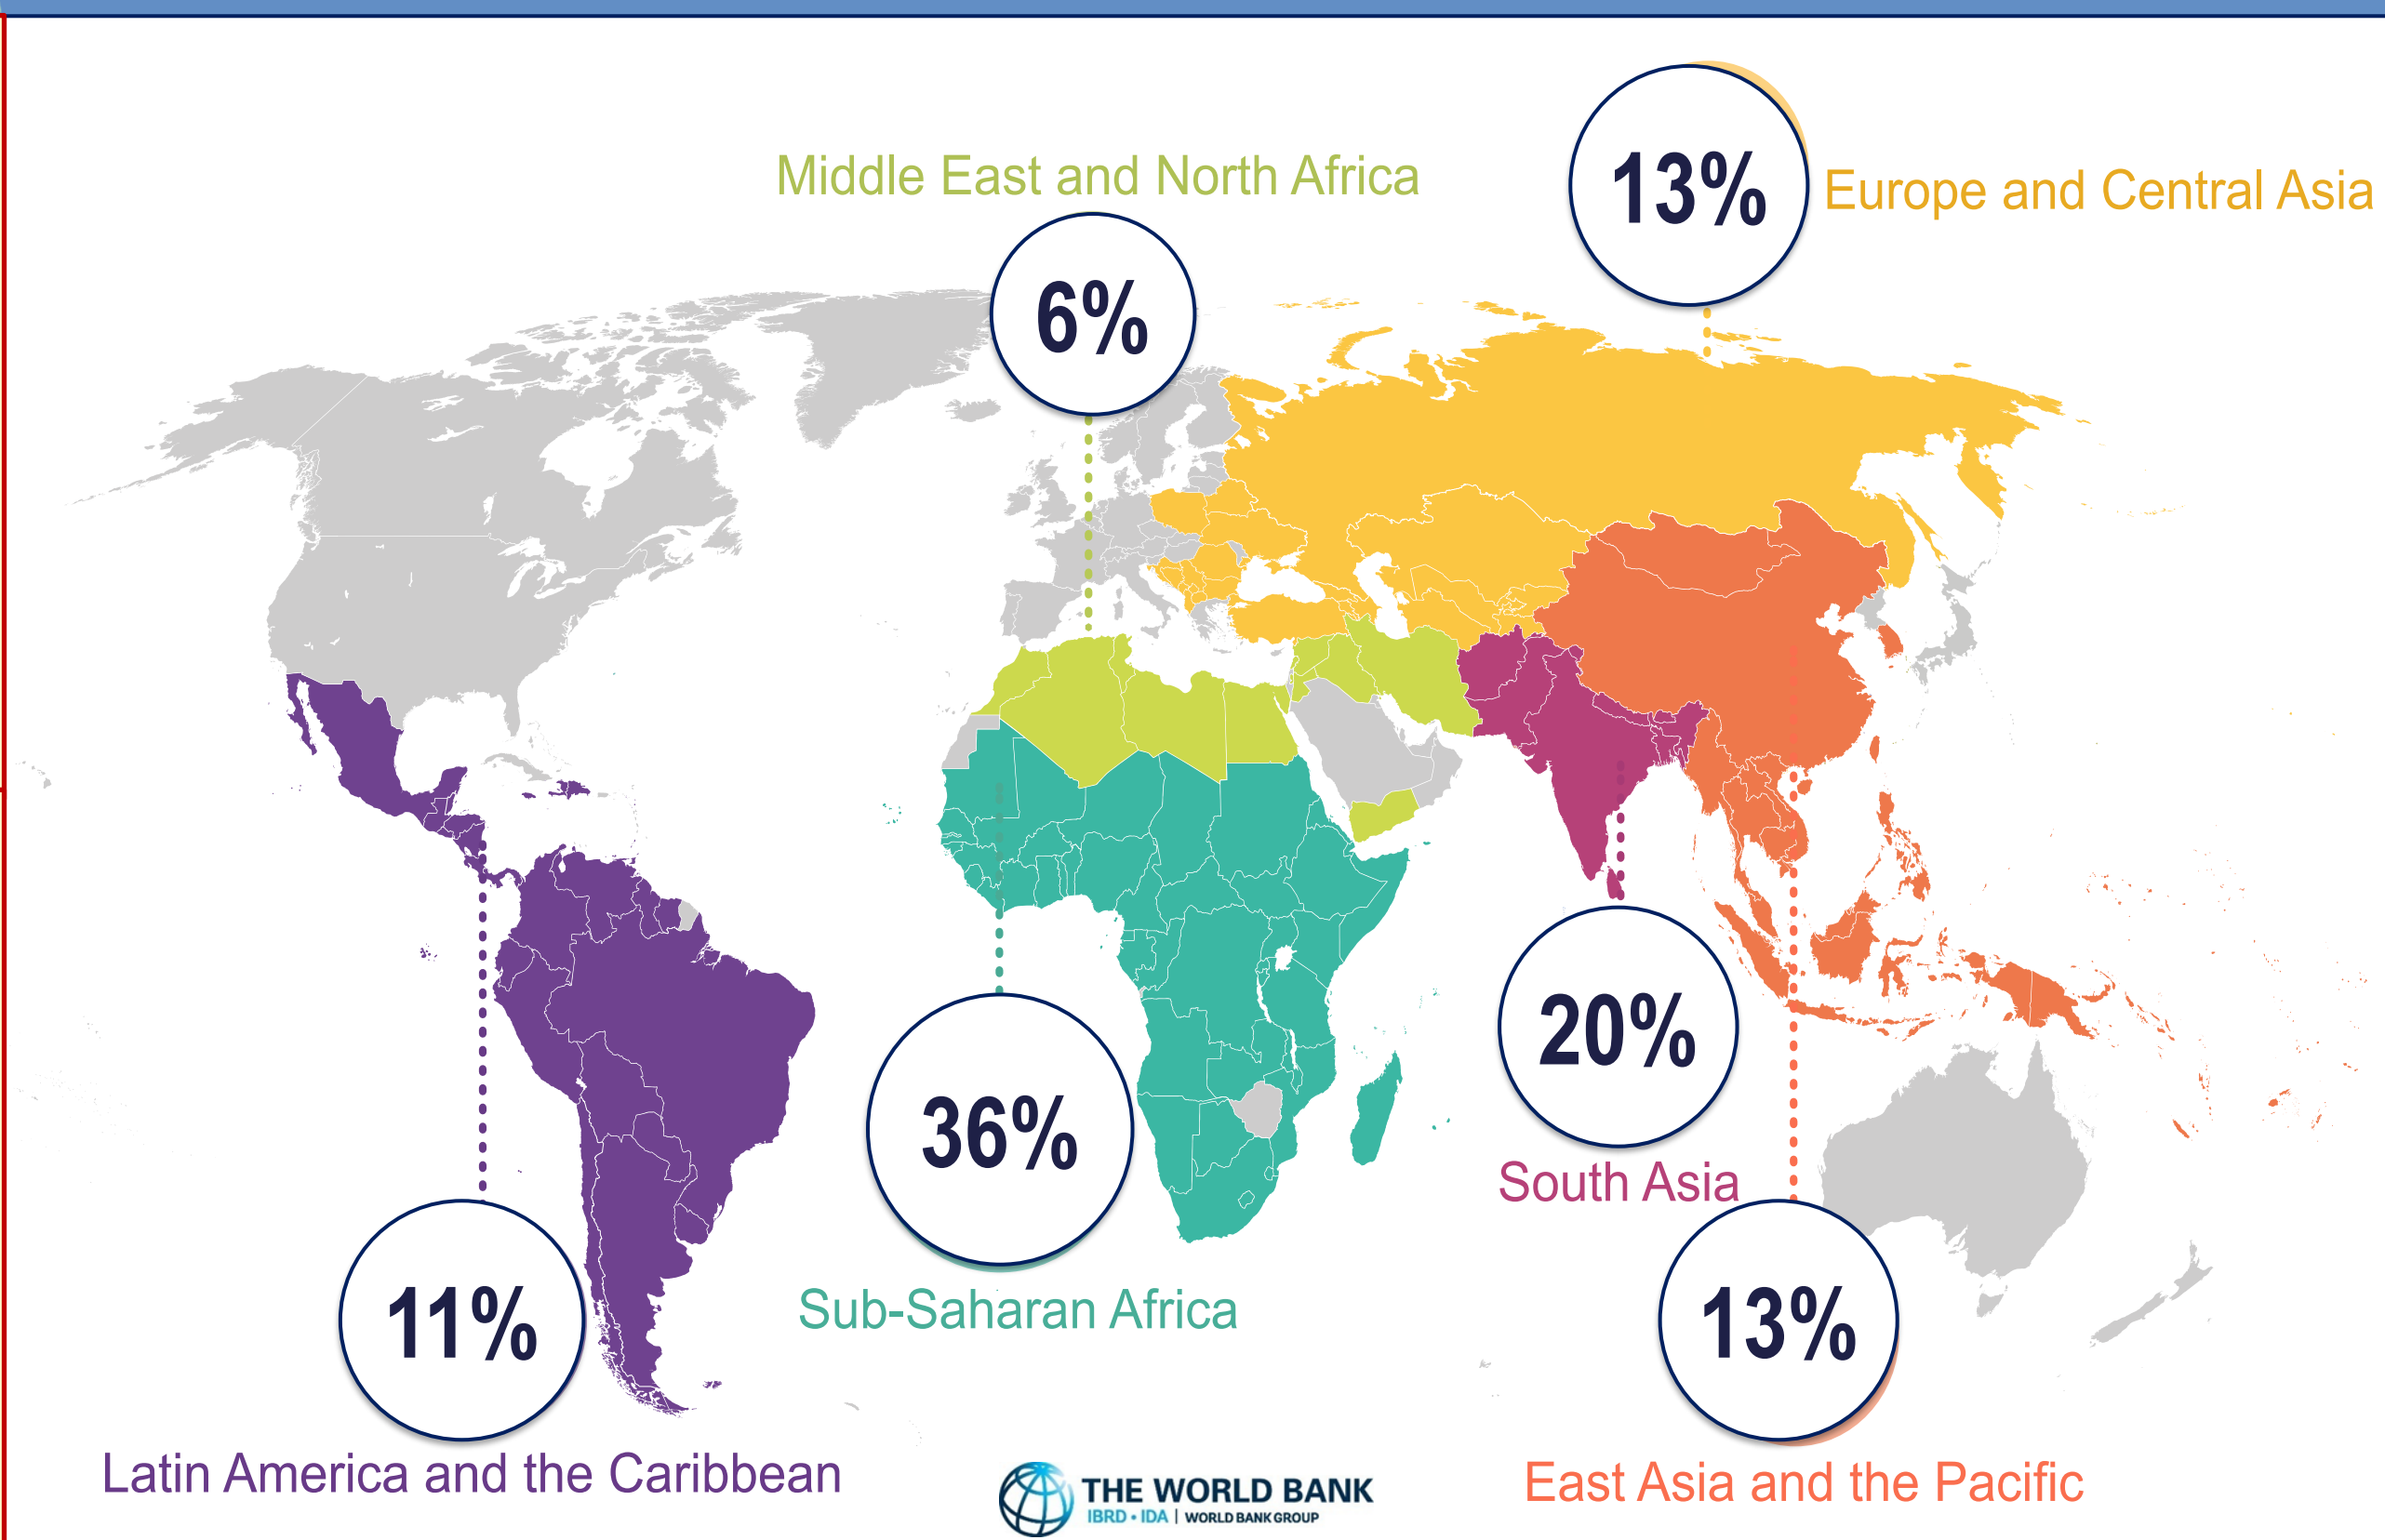 Middle East and North Africa
6%
13%
Europe and Central Asia
20%
South Asia
36%
Sub-Saharan Africa
11%
Latin America and the Caribbean
13%
East Asia and the Pacific
THE WORLD BANK
IBRD • IDA | WORLD BANK GROUP